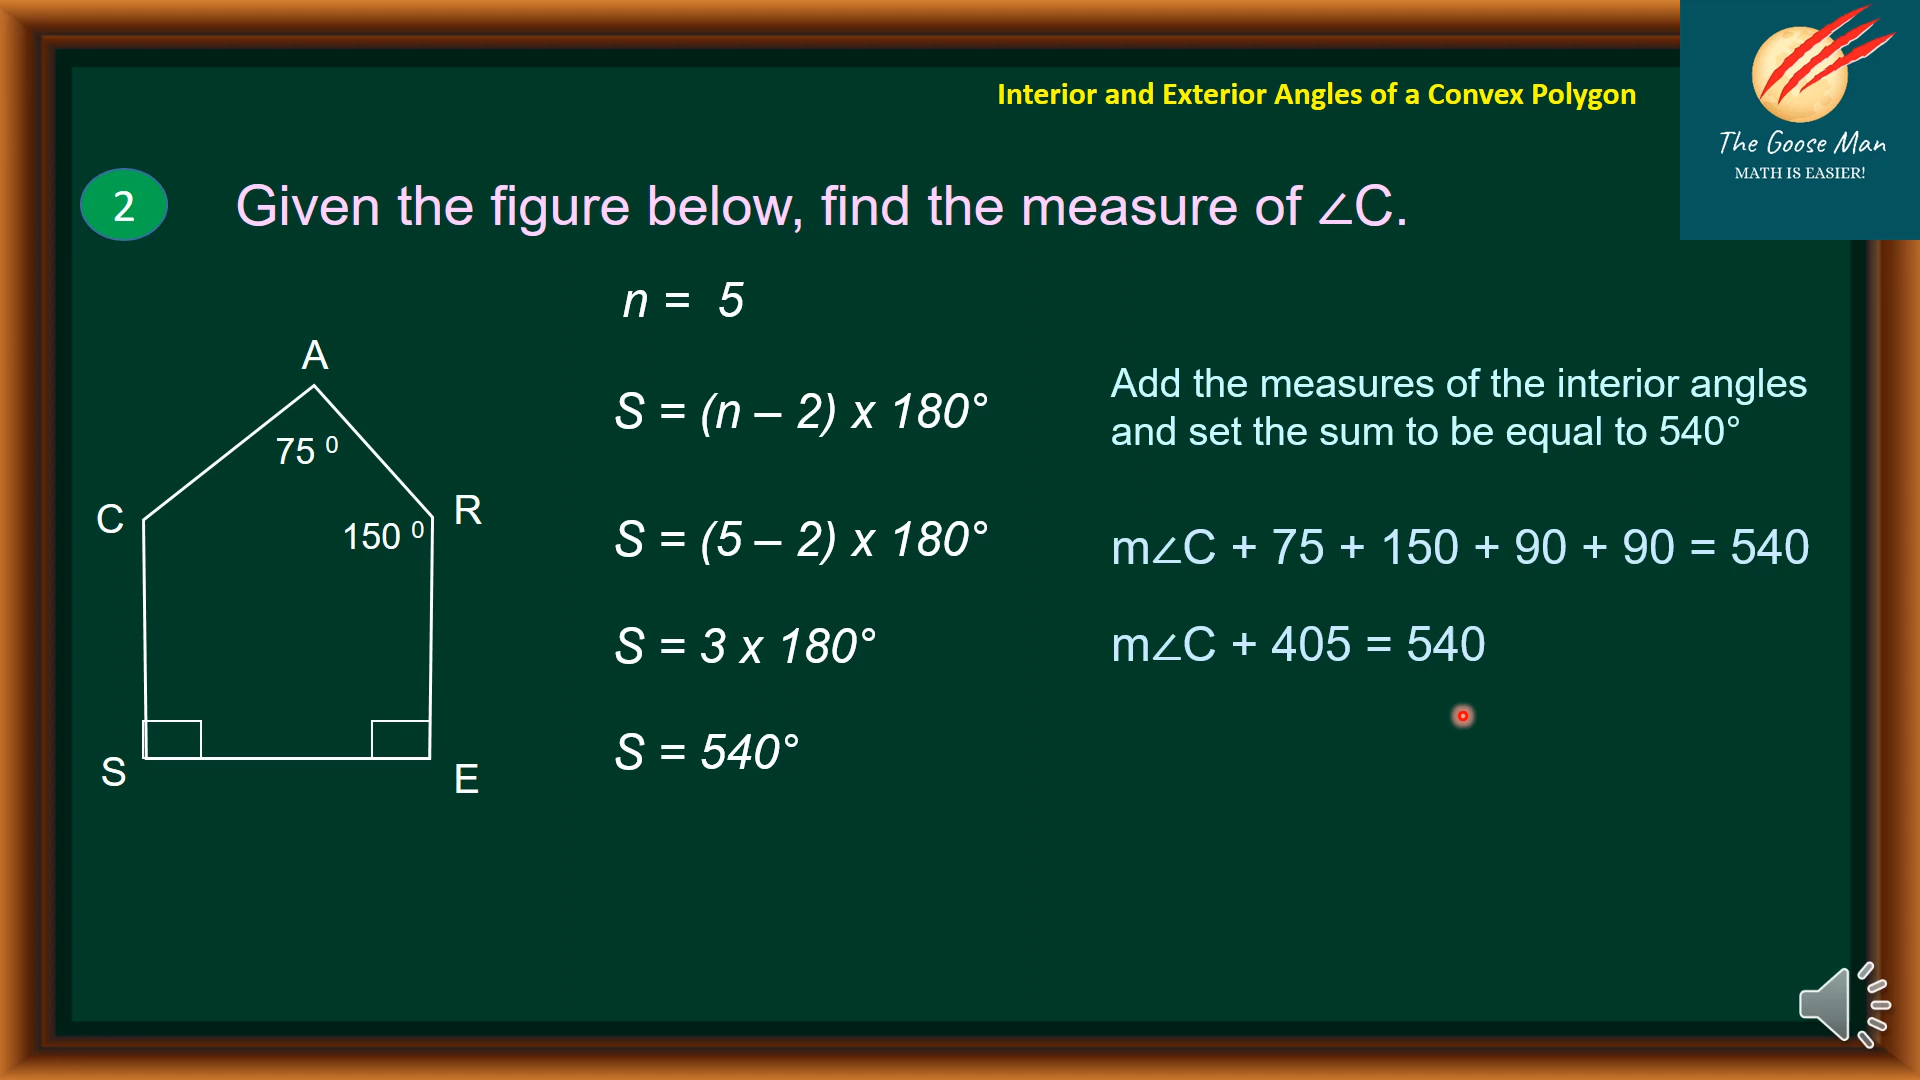 Interior and Exterior Angles of a Convex Polygon
The Goose Man
MATH IS EASIER!
2
Given the figure below, find the measure of ∠C.
n = 5
A
75 ⁰
C
R
150 ⁰
S
E
S = (n – 2) x 180°
S = (5 – 2) x 180°
S = 3 x 180°
S = 540°
Add the measures of the interior angles
and set the sum to be equal to 540°
m∠C + 75 + 150 + 90 + 90 = 540
m∠C + 405 = 540